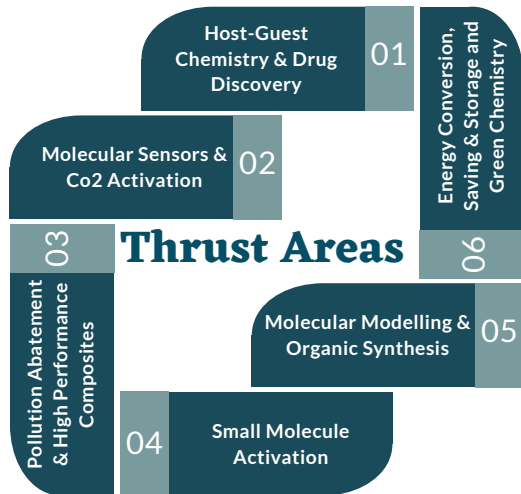 Host-Guest
Chemistry & Drug
Discovery
01
Molecular Sensors &
Co2 Activation
02
03
Pollution Abatement
& High Performance
Composites
Thrust Areas
04
Small Molecule
Activation
Molecular Modelling &
Organic Synthesis
05
Energy Conversion,
Saving & Storage and
Green Chemistry
06